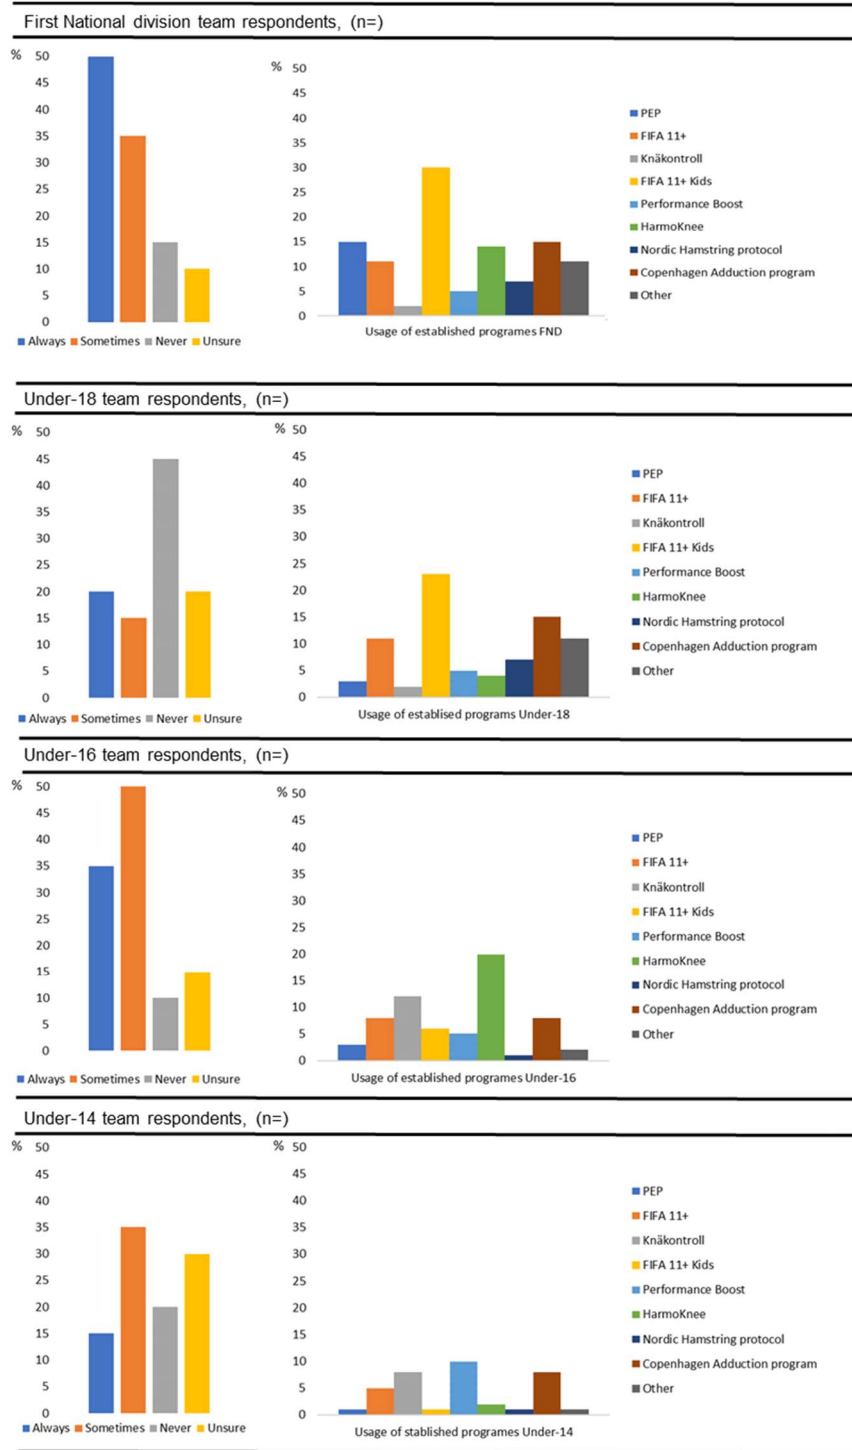 First National division team respondents, (n=)
%
50
45
40
35
30
25
20
15
10
5
0
Always Sometimes Never Unsure
%
50
45
40
35
30
25
20
15
10
5
0
Usage of established programes FND
PEP
FIFA 11+
Knäkontroll
FIFA 11+ Kids
Performance Boost
HarmoKnee
Nordic Hamstring protocol
Copenhagen Adduction program
Other
Under-18 team respondents, (n=)
%
50
45
40
35
30
25
20
15
10
5
0
Always Sometimes Never Unsure
%
50
45
40
35
30
25
20
15
10
5
0
Usage of establised programs Under-18
PEP
FIFA 11+
Knäkontroll
FIFA 11+ Kids
Performance Boost
HarmoKnee
Nordic Hamstring protocol
Copenhagen Adduction program
Other
Under-16 team respondents, (n=)
%
50
45
40
35
30
25
20
15
10
5
0
Always Sometimes Never Unsure
%
50
45
40
35
30
25
20
15
10
5
0
Usage of established programes Under-16
PEP
FIFA 11+
Knäkontroll
FIFA 11+ Kids
Performance Boost
HarmoKnee
Nordic Hamstring protocol
Copenhagen Adduction program
Other
Under-14 team respondents, (n=)
%
50
45
40
35
30
25
20
15
10
5
0
Always Sometimes Never Unsure
%
50
45
40
35
30
25
20
15
10
5
0
Usage of stablished programes Under-14
PEP
FIFA 11+
Knäkontroll
FIFA 11+ Kids
Performance Boost
HarmoKnee
Nordic Hamstring protocol
Copenhagen Adduction program
Other